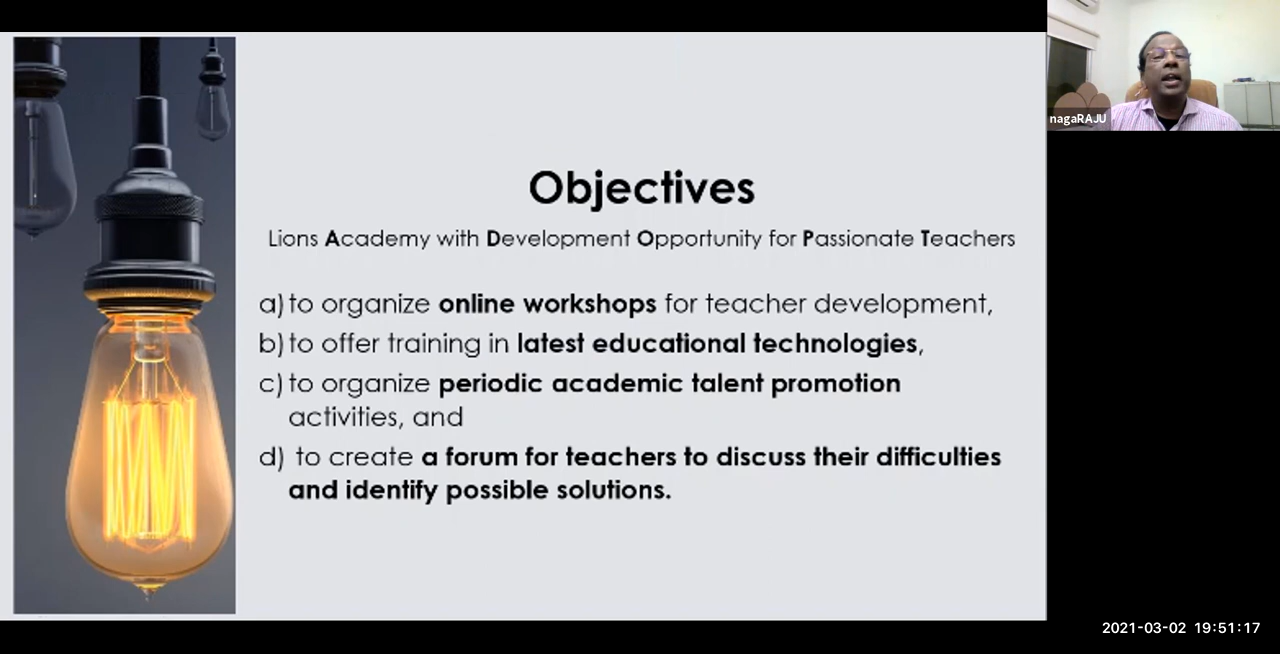 Objectives
Lions Academy with Development Opportunity for Passionate Teachers
a) to organize online workshops for teacher development,
b) to offer training in latest educational technologies,
c) to organize periodic academic talent promotion
activities, and
d) to create a forum for teachers to discuss their difficulties
and identify possible solutions.
nagaRAJU
2021-03-02 19:51:17